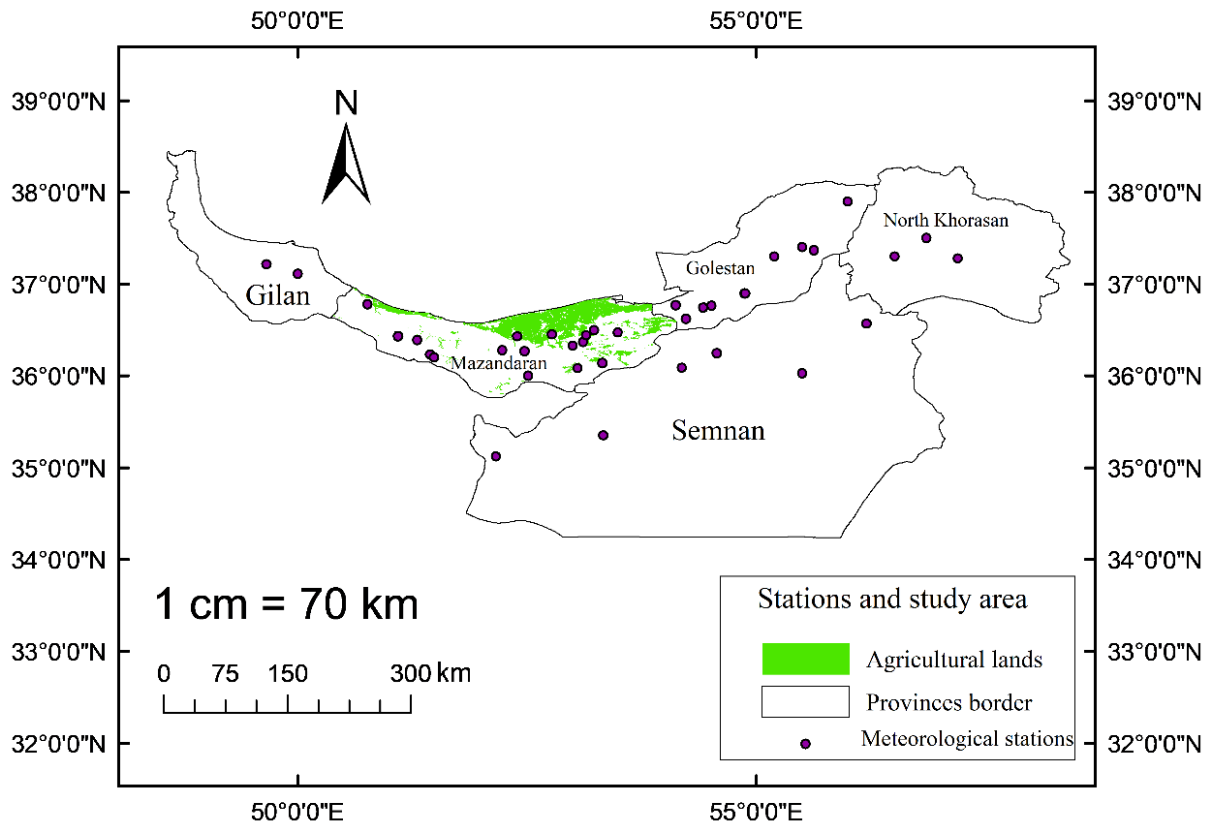 50°0'0"E 55°0'0"E
39°0'0"N 39°0'0"N
N
38°0'0"N 38°0'0"N
North Khorasan
Golestan
37°0'0"N 37°0'0"N
Gilan
Mazandaran
36°0'0"N 36°0'0"N
Semnan
35°0'0"N 35°0'0"N
34°0'0"N 34°0'0"N
1 cm = 70 km
Stations and study area
33°0'0"N 33°0'0"N
0 75 150 300 km
Agricultural lands
Provinces border
Meteorological stations
32°0'0"N 32°0'0"N
50°0'0"E 55°0'0"E